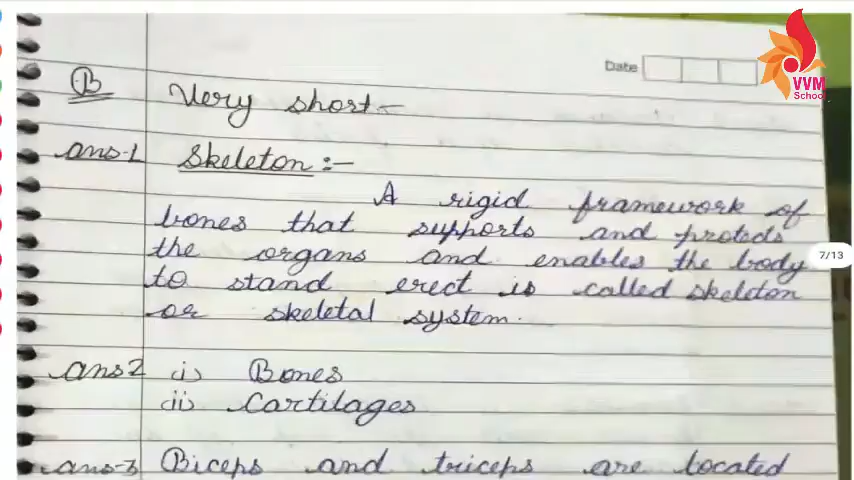 Date
VVM
School
B
Very short-
ans-1 Skeleton :-
A rigid framework of
bones that supports and protects
the organs and enables the body
7/13
to stand erect is called skeleton
or skeletal system.
ans2 i) Bones
ii) Cartilages
ans-3 Biceps and triceps are located